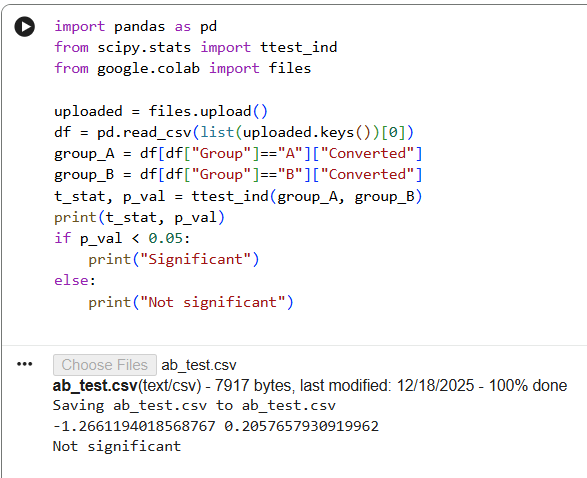 import pandas as pd
from scipy.stats import ttest_ind
from google.colab import files

uploaded = files.upload()
df = pd.read_csv(list(uploaded.keys())[0])
group_A = df[df["Group"]=="A"]["Converted"]
group_B = df[df["Group"]=="B"]["Converted"]
t_stat, p_val = ttest_ind(group_A, group_B)
print(t_stat, p_val)
if p_val < 0.05:
    print("Significant")
else:
    print("Not significant")

Choose Files ab_test.csv
ab_test.csv(text/csv) - 7917 bytes, last modified: 12/18/2025 - 100% done
Saving ab_test.csv to ab_test.csv
-1.2661194018568767 0.2057657930919962
Not significant